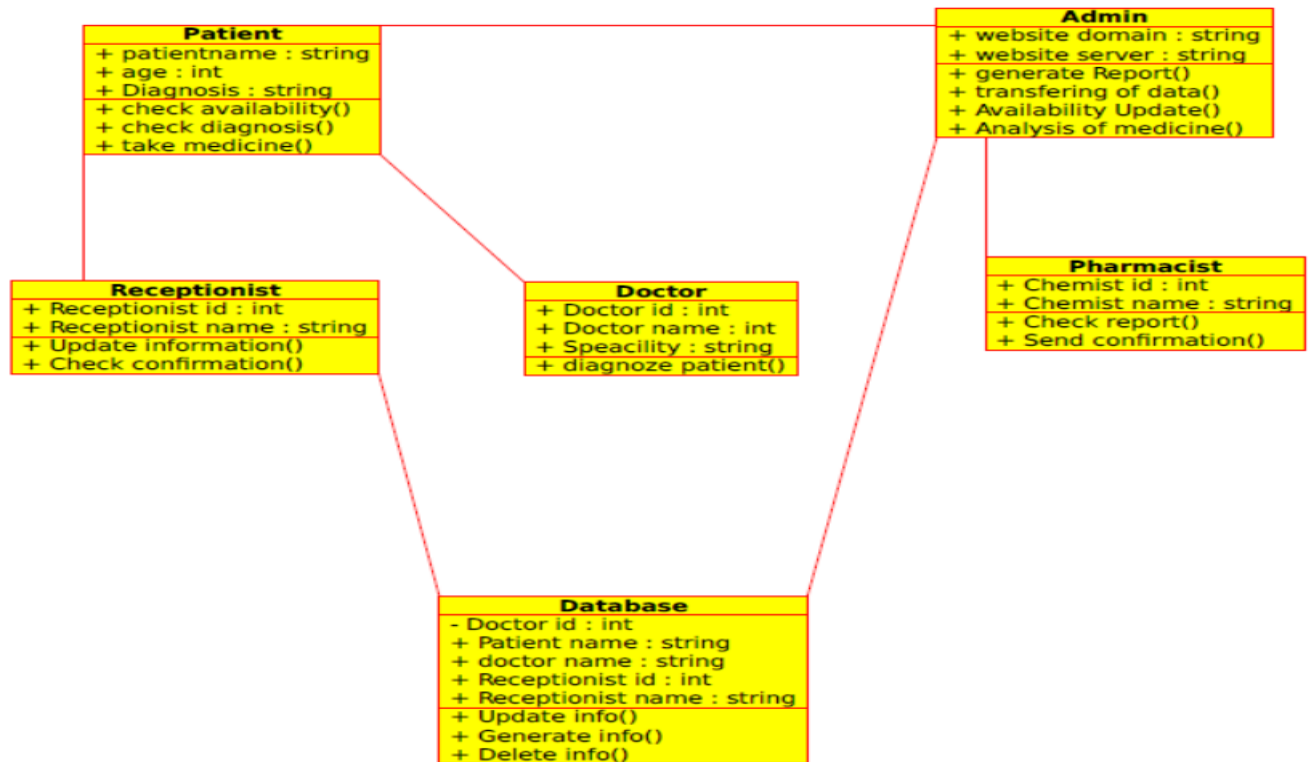 Patient
+ patientname : string
+ age : int
+ Diagnosis : string
+ check availability()
+ check diagnosis()
+ take medicine()
Admin
+ website domain : string
+ website server : string
+ generate Report()
+ transfering of data()
+ Availability Update()
+ Analysis of medicine()
Receptionist
+ Receptionist id : int
+ Receptionist name : string
+ Update information()
+ Check confirmation()
Doctor
+ Doctor id : int
+ Doctor name : int
+ Speacility : string
+ diagnoze patient()
Pharmacist
+ Chemist id : int
+ Chemist name : string
+ Check report()
+ Send confirmation()
Database
- Doctor id : int
+ Patient name : string
+ doctor name : string
+ Receptionist id : int
+ Receptionist name : string
+ Update info()
+ Generate info()
+ Delete info()